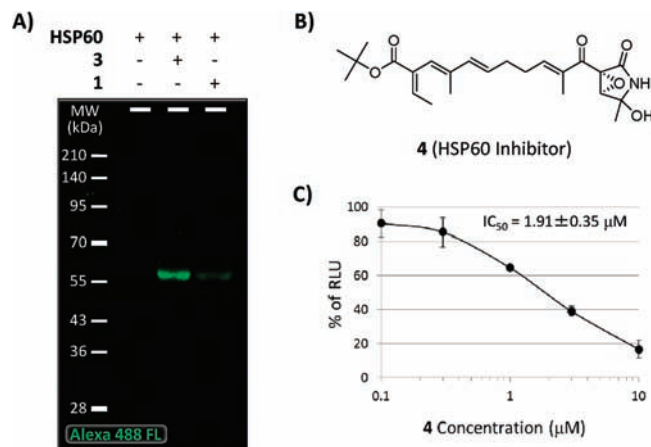 A)
HSP60 + + +
3 - + -
1 - - +
MW
(kDa)
210
140
95
70
55
43
36
28
Alexa 488 FL
B)
O
O
O
O
O
NH
OH
4 (HSP60 Inhibitor)
C)
IC50 = 1.91±0.35 μM
% of RLU
100
80
60
40
20
0
0.1 1 10
4 Concentration (μM)